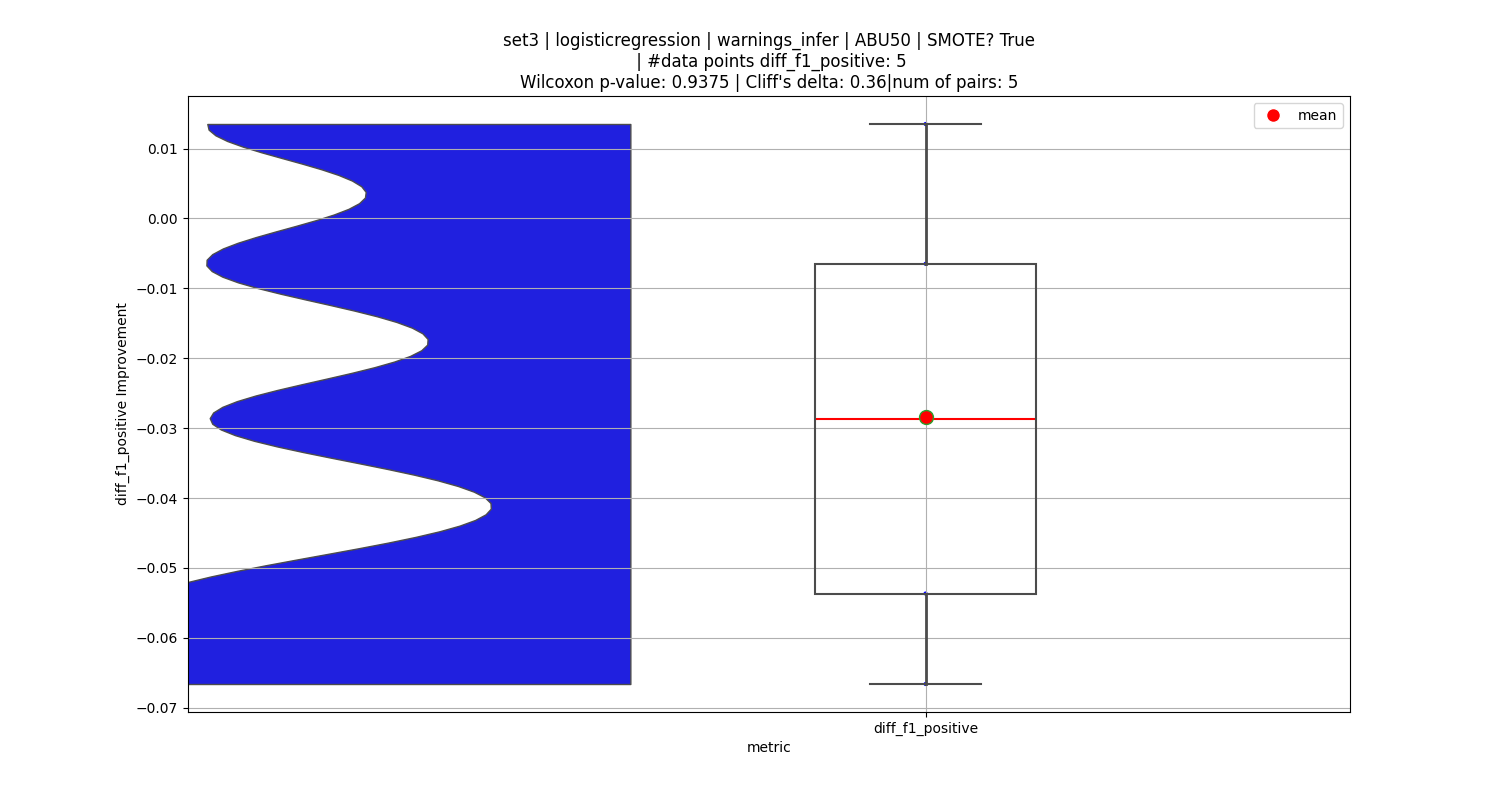 set3 | logisticregression | warnings_infer | ABU50 | SMOTE? True
| #data points diff_f1_positive: 5
Wilcoxon p-value: 0.9375 | Cliff's delta: 0.36|num of pairs: 5
mean
0.01
0.00
−0.01
−0.02
−0.03
−0.04
−0.05
−0.06
−0.07
diff_f1_positive Improvement
diff_f1_positive
metric